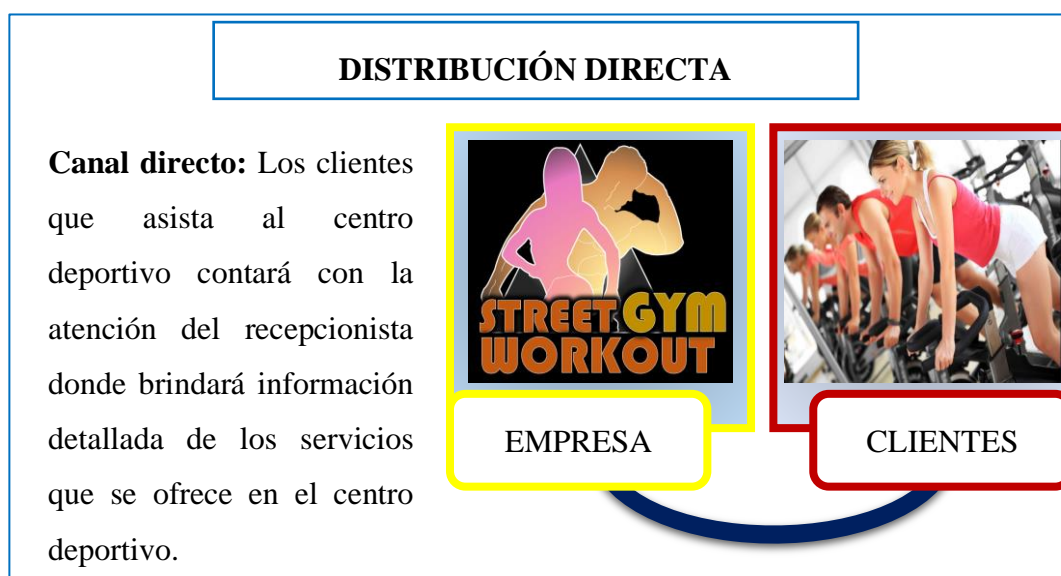 DISTRIBUCIÓN DIRECTA
Canal directo: Los clientes
que asista al centro
deportivo contará con la
atención del recepcionista
donde brindará información
detallada de los servicios
que se ofrece en el centro
deportivo.
STREET GYM
WORKOUT
EMPRESA
CLIENTES